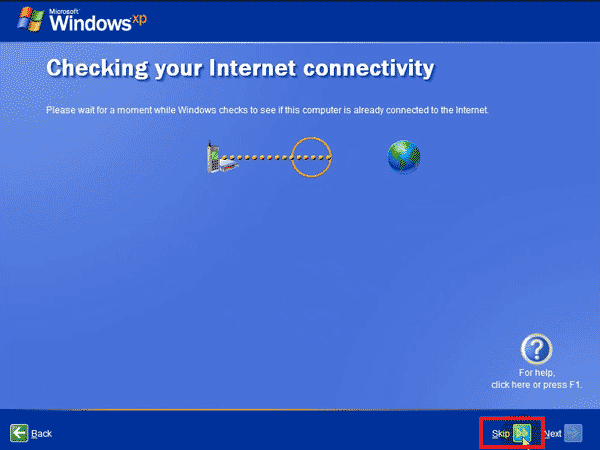 Microsoft
Windows xp
Checking your Internet connectivity
Please wait for a moment while Windows checks to see if this computer is already connected to the Internet.
?
For help,
click here or press F1.
Back
Skip
Next